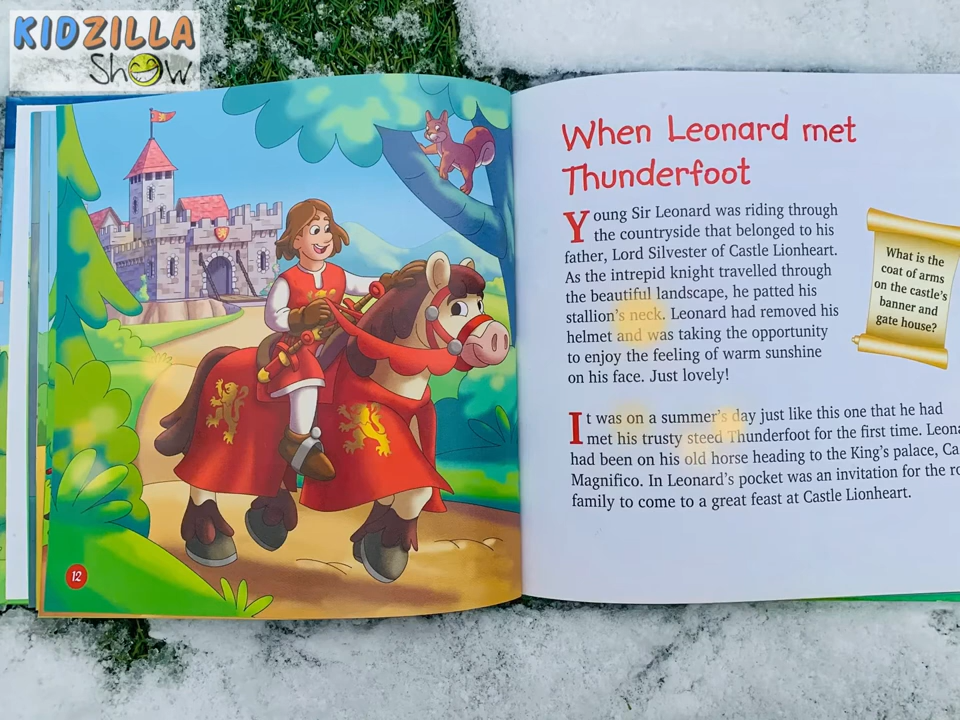 KIDZILLA
Show
12
When Leonard met
Thunderfoot
Young Sir Leonard was riding through
the countryside that belonged to his
father, Lord Silvester of Castle Lionheart.
As the intrepid knight travelled through
the beautiful landscape, he patted his
stallion's neck. Leonard had removed his
helmet and was taking the opportunity
to enjoy the feeling of warm sunshine
on his face. Just lovely!
It was on a summer's day just like this one that he had
met his trusty steed Thunderfoot for the first time.
had been on his old horse heading to the King's palace,
Magnifico. In Leonard's pocket was an invitation for the
family to come to a great feast at Castle Lionheart.
What is the
coat of arms
on the castle's
banner and
gate house?